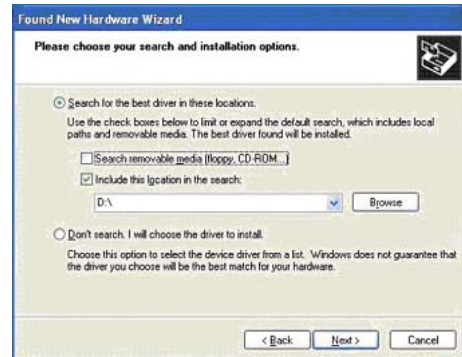 Found New Hardware Wizard
Please choose your search and installation options.
Search for the best driver in these locations.
Use the check boxes below to limit or expand the default search, which includes local
paths and removable media. The best driver found will be installed.
Search removable media (floppy, CD-ROM...)
Include this location in the search:
D:\
Browse
Don't search. I will choose the driver to install.
Choose this option to select the device driver from a list. Windows does not guarantee that
the driver you choose will be the best match for your hardware.
< Back Next > Cancel